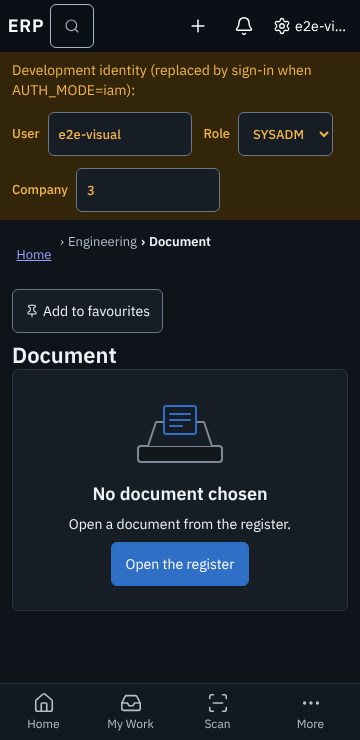 ERP
e2e-vi...
Development identity (replaced by sign-in when
AUTH_MODE=iam):
User e2e-visual Role SYSADM
Company 3
Home › Engineering › Document
Add to favourites
Document
No document chosen
Open a document from the register.
Open the register
Home My Work Scan More